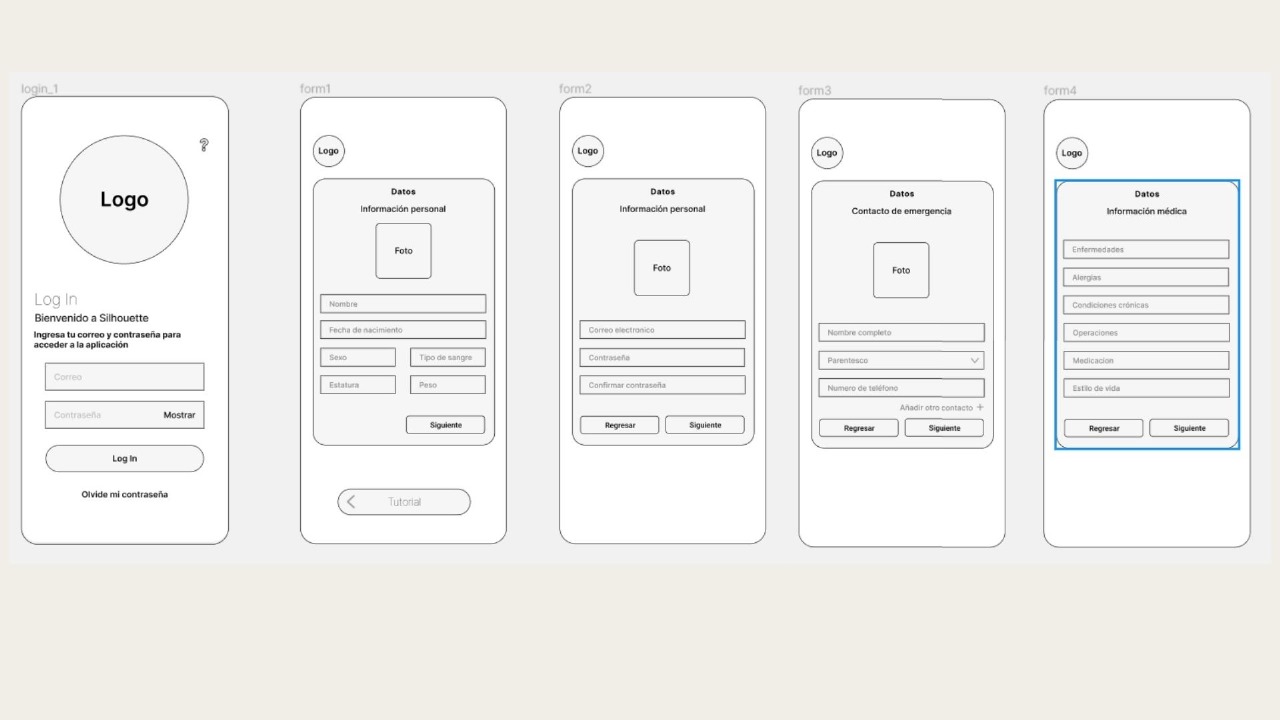 login_1
?
Logo
Log In
Bienvenido a Silhouette
Ingresa tu correo y contraseña para
acceder a la aplicación
Correo
Contraseña Mostrar
Log In
Olvide mi contraseña
form1
Logo
Datos
Información personal
Foto
Nombre
Fecha de nacimiento
Sexo Tipo de sangre
Estatura Peso
Siguiente
Tutorial
form2
Logo
Datos
Información personal
Foto
Correo electronico
Contraseña
Confirmar contraseña
Regresar Siguiente
form3
Logo
Datos
Contacto de emergencia
Foto
Nombre completo
Parentesco
Numero de teléfono
Añadir otro contacto +
Regresar Siguiente
form4
Logo
Datos
Información médica
Enfermedades
Alergias
Condiciones crónicas
Operaciones
Medicacion
Estilo de vida
Regresar Siguiente